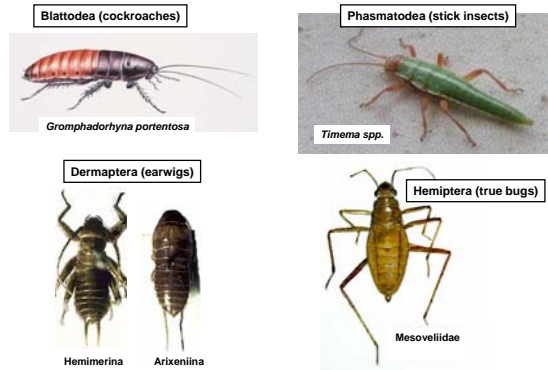 Blattodea (cockroaches)
Gromphadorhyna portentosa
Phasmatodea (stick insects)
Timema spp.
Dermaptera (earwigs)
Hemimerina
Arixeniina
Hemiptera (true bugs)
Mesoveliidae